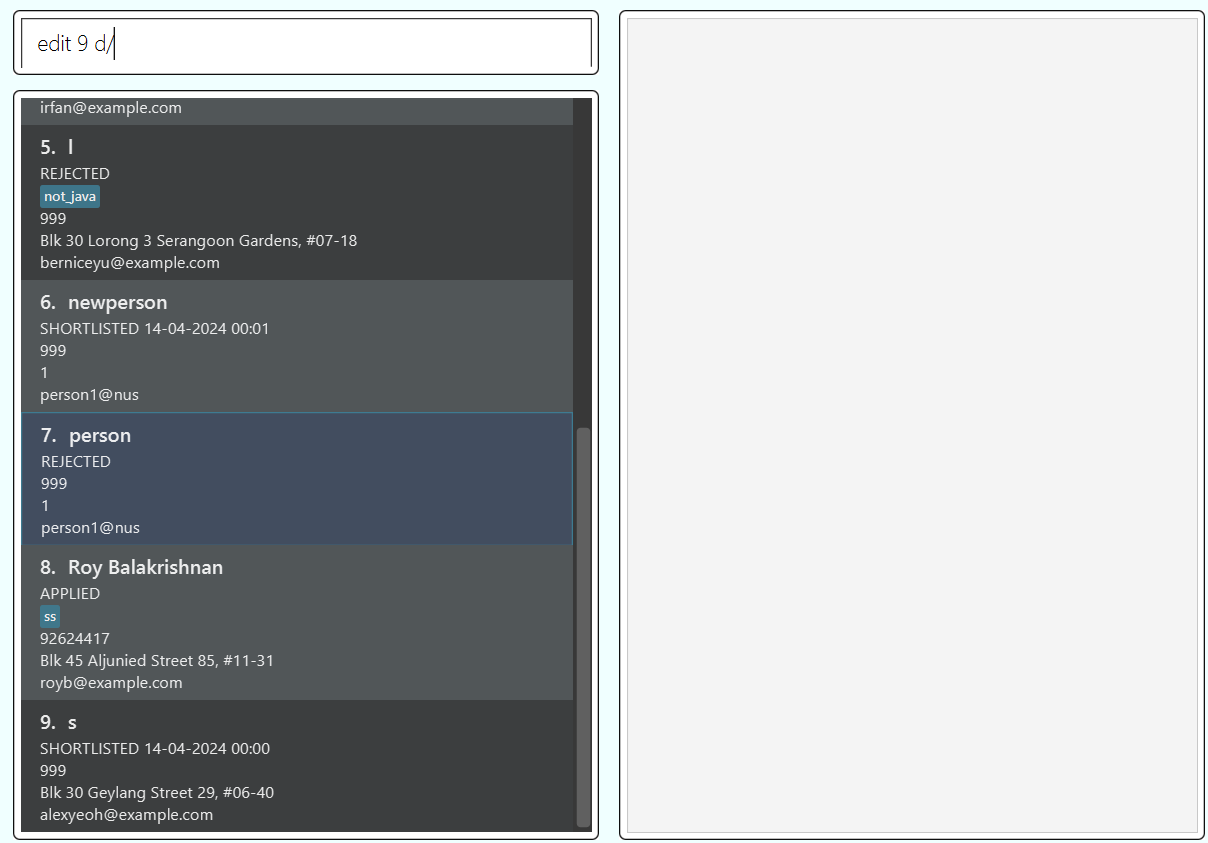 edit 9 d/
irfan@example.com
5. l
REJECTED
not_java
999
Blk 30 Lorong 3 Serangoon Gardens, #07-18
berniceyu@example.com
6. newperson
SHORTLISTED 14-04-2024 00:01
999
1
person1@nus
7. person
REJECTED
999
1
person1@nus
8. Roy Balakrishnan
APPLIED
ss
92624417
Blk 45 Aljunied Street 85, #11-31
royb@example.com
9. s
SHORTLISTED 14-04-2024 00:00
999
Blk 30 Geylang Street 29, #06-40
alexyeoh@example.com